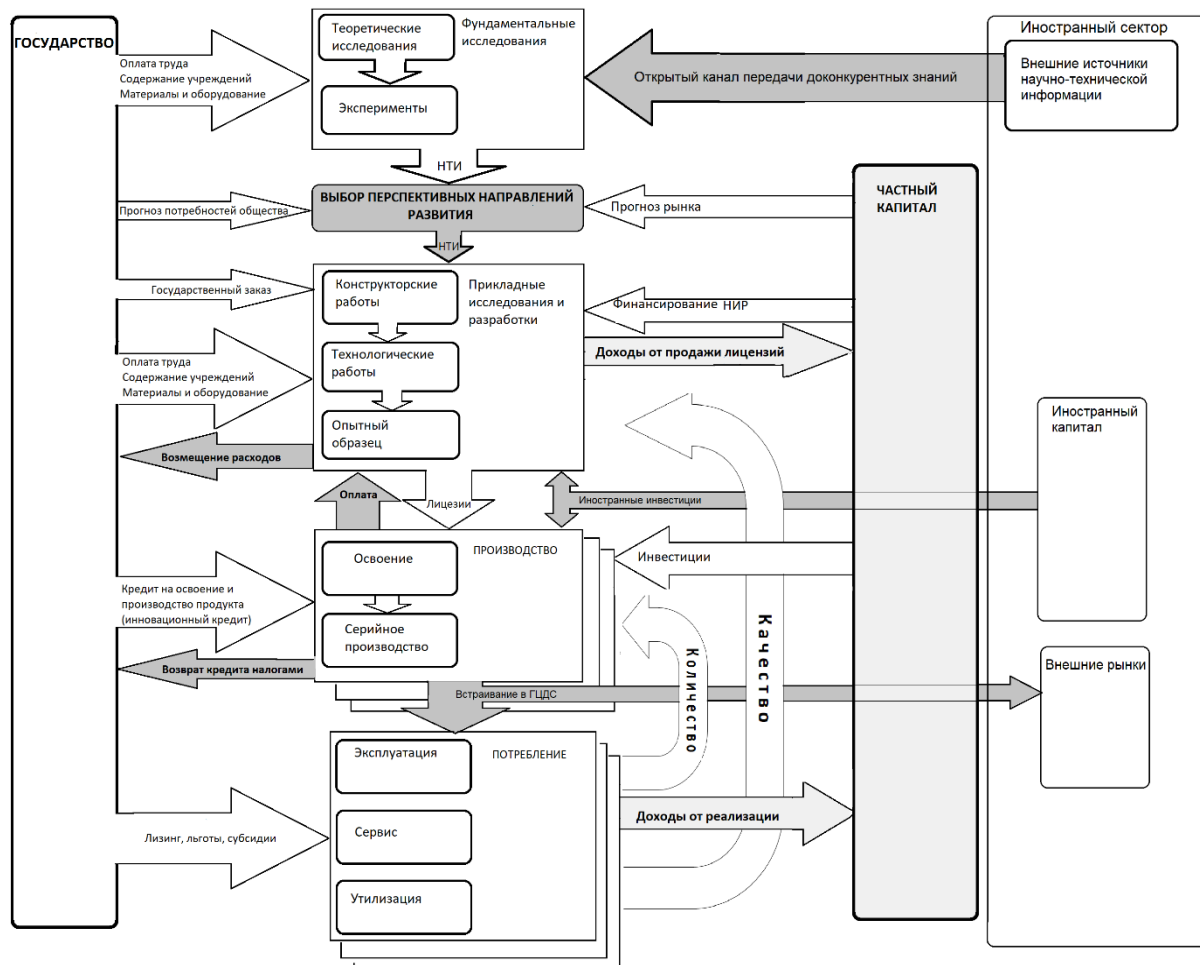 ГОСУДАРСТВО
Теоретические
исследования
Фундаментальные
исследования
Эксперименты
Оплата труда
Содержание учреждений
Материалы и оборудование
Открытый канал передачи доконкурентных знаний
Иностранный сектор
Внешние источники
научно-технической
информации
НТИ
ВЫБОР ПЕРСПЕКТИВНЫХ НАПРАВЛЕНИЙ
РАЗВИТИЯ
Прогноз потребностей общества
Прогноз рынка
ЧАСТНЫЙ
КАПИТАЛ
НТИ
Конструкторские
работы
Прикладные
исследования и
разработки
Государственный заказ
Финансирование НИР
Технологические
работы
Доходы от продажи лицензий
Оплата труда
Содержание учреждений
Материалы и оборудование
Опытный
образец
Иностранный
капитал
Возмещение расходов
Оплата
Лицезии
Иностранные инвестиции
Освоение
ПРОИЗВОДСТВО
Инвестиции
Кредит на освоение и
производство продукта
(инновационный кредит)
Серийное
производство
Количество
Качество
Возврат кредита налогами
Внешние рынки
Встраивание в ГЦДС
Эксплуатация
ПОТРЕБЛЕНИЕ
Сервис
Доходы от реализации
Лизинг, льготы, субсидии
Утилизация